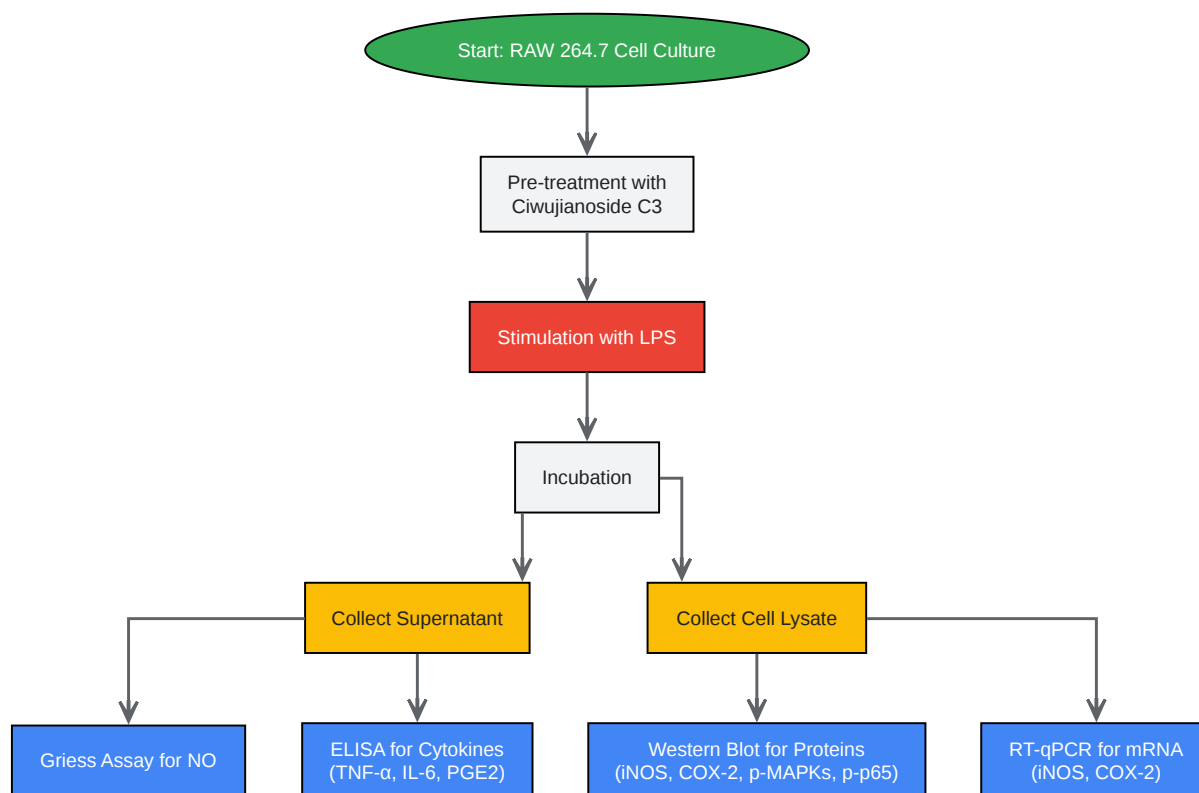 Start: RAW 264.7 Cell Culture
Pre-treatment with
Ciwujianoside C3
Stimulation with LPS
Incubation
Collect Supernatant
Collect Cell Lysate
Griess Assay for NO
ELISA for Cytokines
(TNF-α, IL-6, PGE2)
Western Blot for Proteins
(iNOS, COX-2, p-MAPKs, p-p65)
RT-qPCR for mRNA
(iNOS, COX-2)